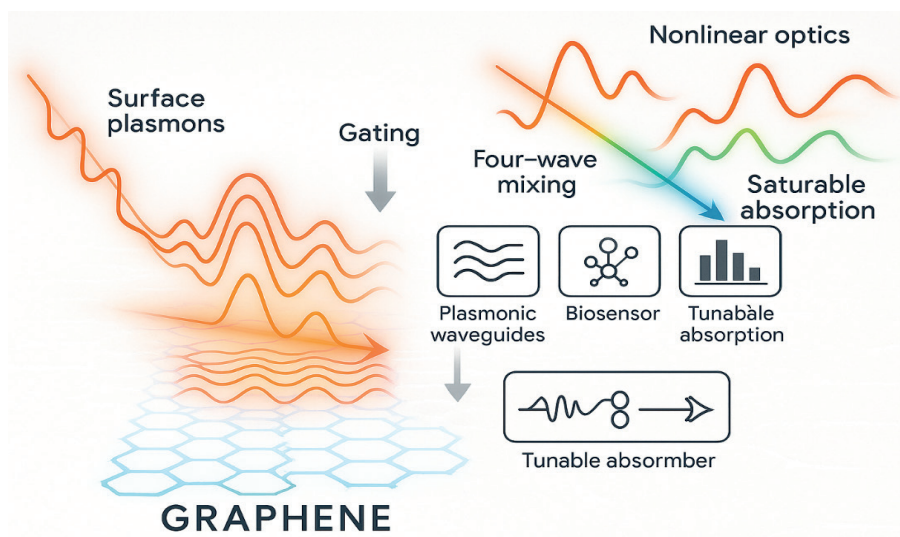 Nonlinear optics
Surface
plasmons
Gating
Four-wave
mixing
Saturable
absorption
Plasmonic
waveguides
Biosensor
Tunabàle
absorption
Tunable absormber
GRAPHENE